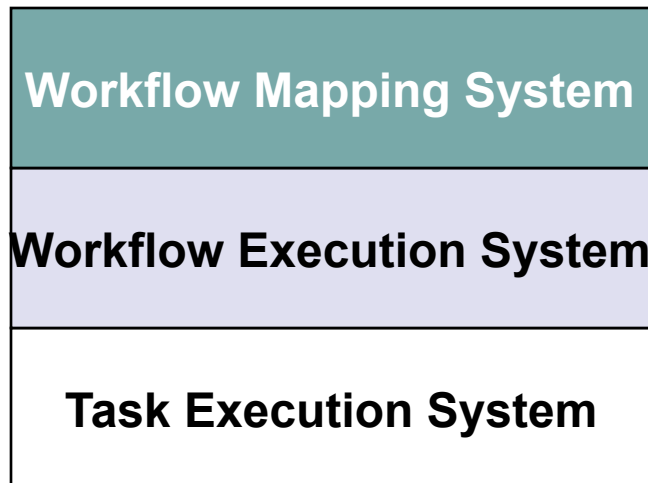 Workflow Mapping System
Workflow Execution System
Task Execution System